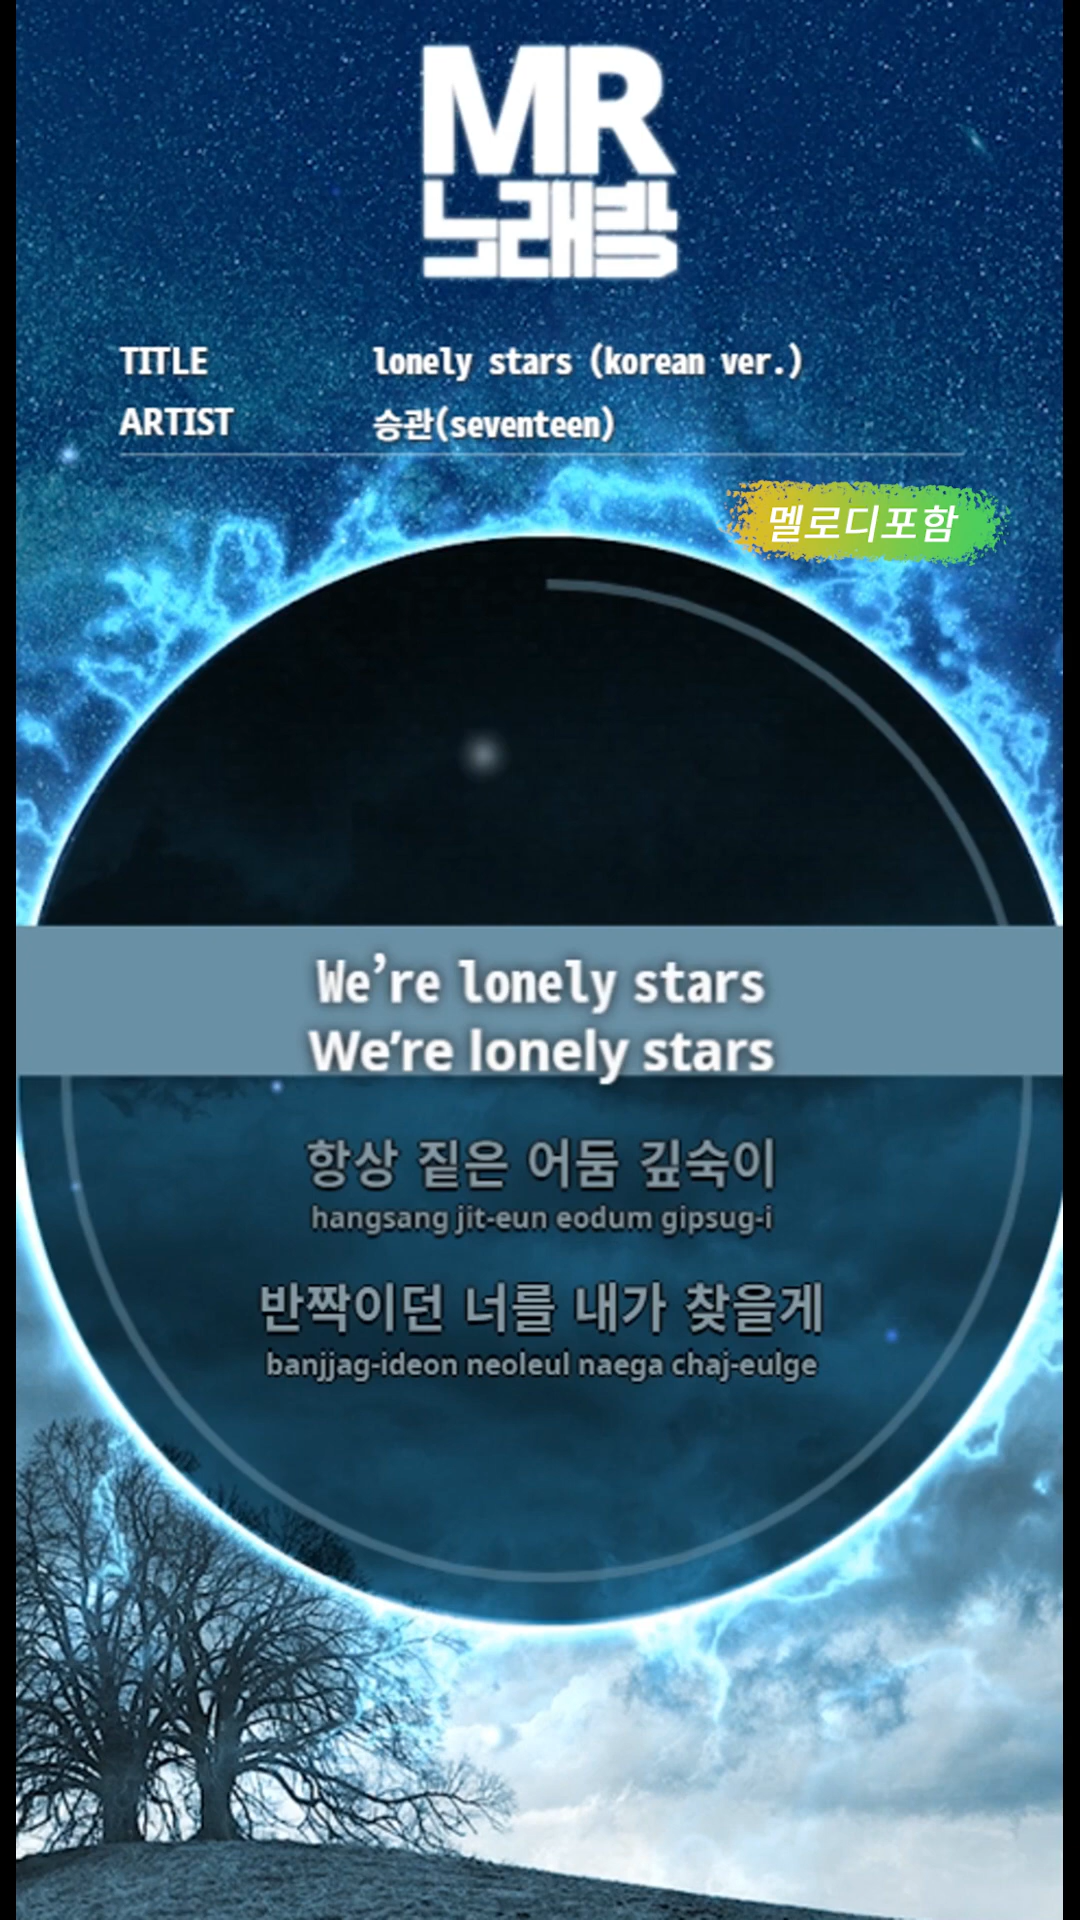 MR
노래방
TITLE lonely stars (korean ver.)
ARTIST 승관(seventeen)
멜로디포함
We're lonely stars
We're lonely stars
항상 짙은 어둠 깊숙이
hangsang jit-eun eodum gipsug-i
반짝이던 너를 내가 찾을게
banjjag-ideon neoleul naega chaj-eulge